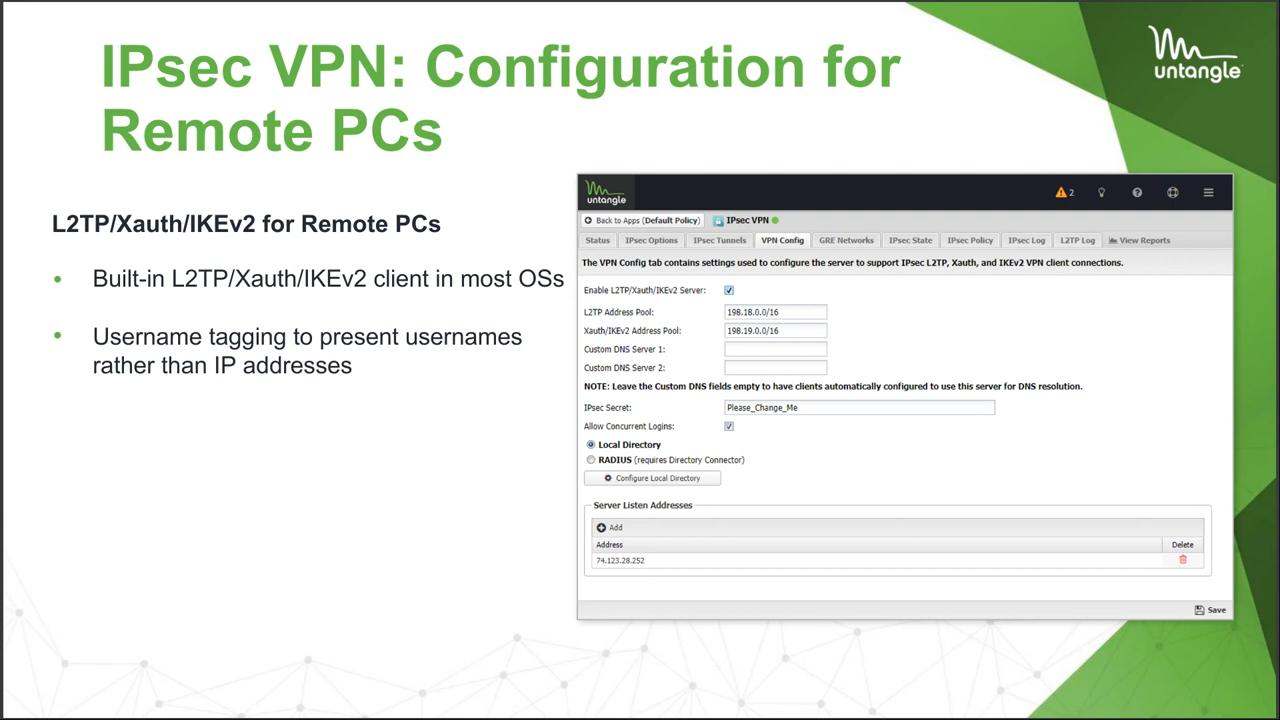 IPsec VPN: Configuration for
Remote PCs
untangle
L2TP/Xauth/IKEv2 for Remote PCs
• Built-in L2TP/Xauth/IKEv2 client in most OSs
• Username tagging to present usernames
rather than IP addresses
untangle
2
Back to Apps (Default Policy) IPsec VPN
Status IPsec Options IPsec Tunnels VPN Config GRE Networks IPsec State IPsec Policy IPsec Log L2TP Log View Reports
The VPN Config tab contains settings used to configure the server to support IPsec L2TP, Xauth, and IKEv2 VPN client connections.
Enable L2TP/Xauth/IKEv2 Server:
L2TP Address Pool: 198.18.0.0/16
Xauth/IKEv2 Address Pool: 198.19.0.0/16
Custom DNS Server 1:
Custom DNS Server 2:
NOTE: Leave the Custom DNS fields empty to have clients automatically configured to use this server for DNS resolution.
IPsec Secret: Please_Change_Me
Allow Concurrent Logins:
Local Directory
RADIUS (requires Directory Connector)
Configure Local Directory
Server Listen Addresses
Add
Address Delete
74.123.28.252
Save